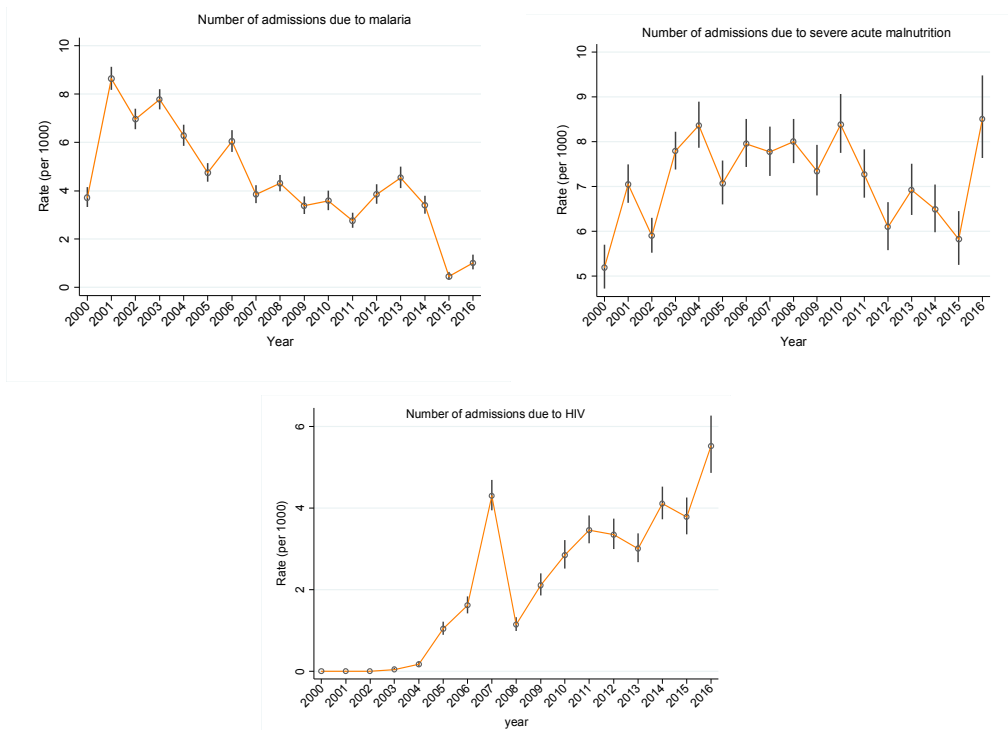 Number of admissions due to malaria
Rate (per 1000)
10
8
6
4
2
0
2000 2001 2002 2003 2004 2005 2006 2007 2008 2009 2010 2011 2012 2013 2014 2015 2016
Year
Number of admissions due to severe acute malnutrition
Rate (per 1000)
10
9
8
7
6
5
2000 2001 2002 2003 2004 2005 2006 2007 2008 2009 2010 2011 2012 2013 2014 2015 2016
Year
Number of admissions due to HIV
Rate (per 1000)
6
4
2
0
2000 2001 2002 2003 2004 2005 2006 2007 2008 2009 2010 2011 2012 2013 2014 2015 2016
year